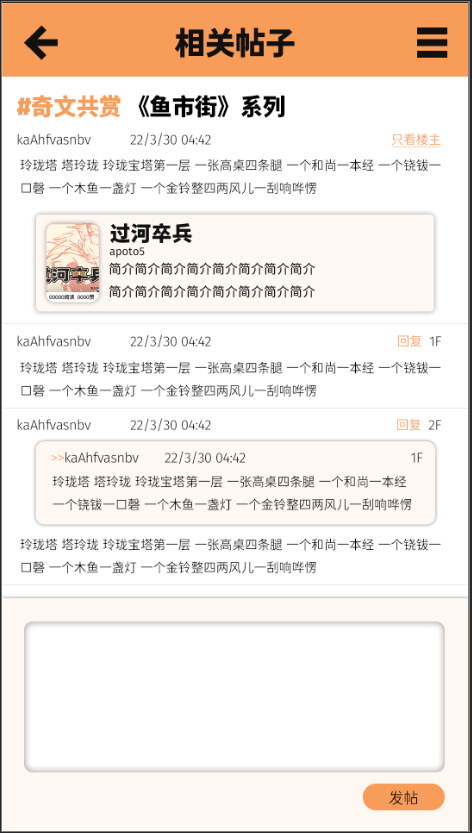 相关帖子
#奇文共赏 《鱼市街》系列
kaAhfvasnbv 22/3/30 04:42 只看楼主
玲珑塔 塔玲珑 玲珑宝塔第一层 一张高桌四条腿 一个和尚一本经 一个铙钹一
口磬 一个木鱼一盏灯 一个金铃整四两风儿一刮响哗愣
过河卒兵
apoto5
简介简介简介简介简介简介简介简介
简介简介简介简介简介简介简介简介
过河卒兵
kaAhfvasnbv 22/3/30 04:42 回复 1F
玲珑塔 塔玲珑 玲珑宝塔第一层 一张高桌四条腿 一个和尚一本经 一个铙钹一
口磬 一个木鱼一盏灯 一个金铃整四两风儿一刮响哗愣
kaAhfvasnbv 22/3/30 04:42 回复 2F
>>kaAhfvasnbv 22/3/30 04:42 1F
玲珑塔 塔玲珑 玲珑宝塔第一层 一张高桌四条腿 一个和尚一本经
一个铙钹一口磬 一个木鱼一盏灯 一个金铃整四两风儿一刮响哗愣
玲珑塔 塔玲珑 玲珑宝塔第一层 一张高桌四条腿 一个和尚一本经 一个铙钹一
口磬 一个木鱼一盏灯 一个金铃整四两风儿一刮响哗愣
发帖